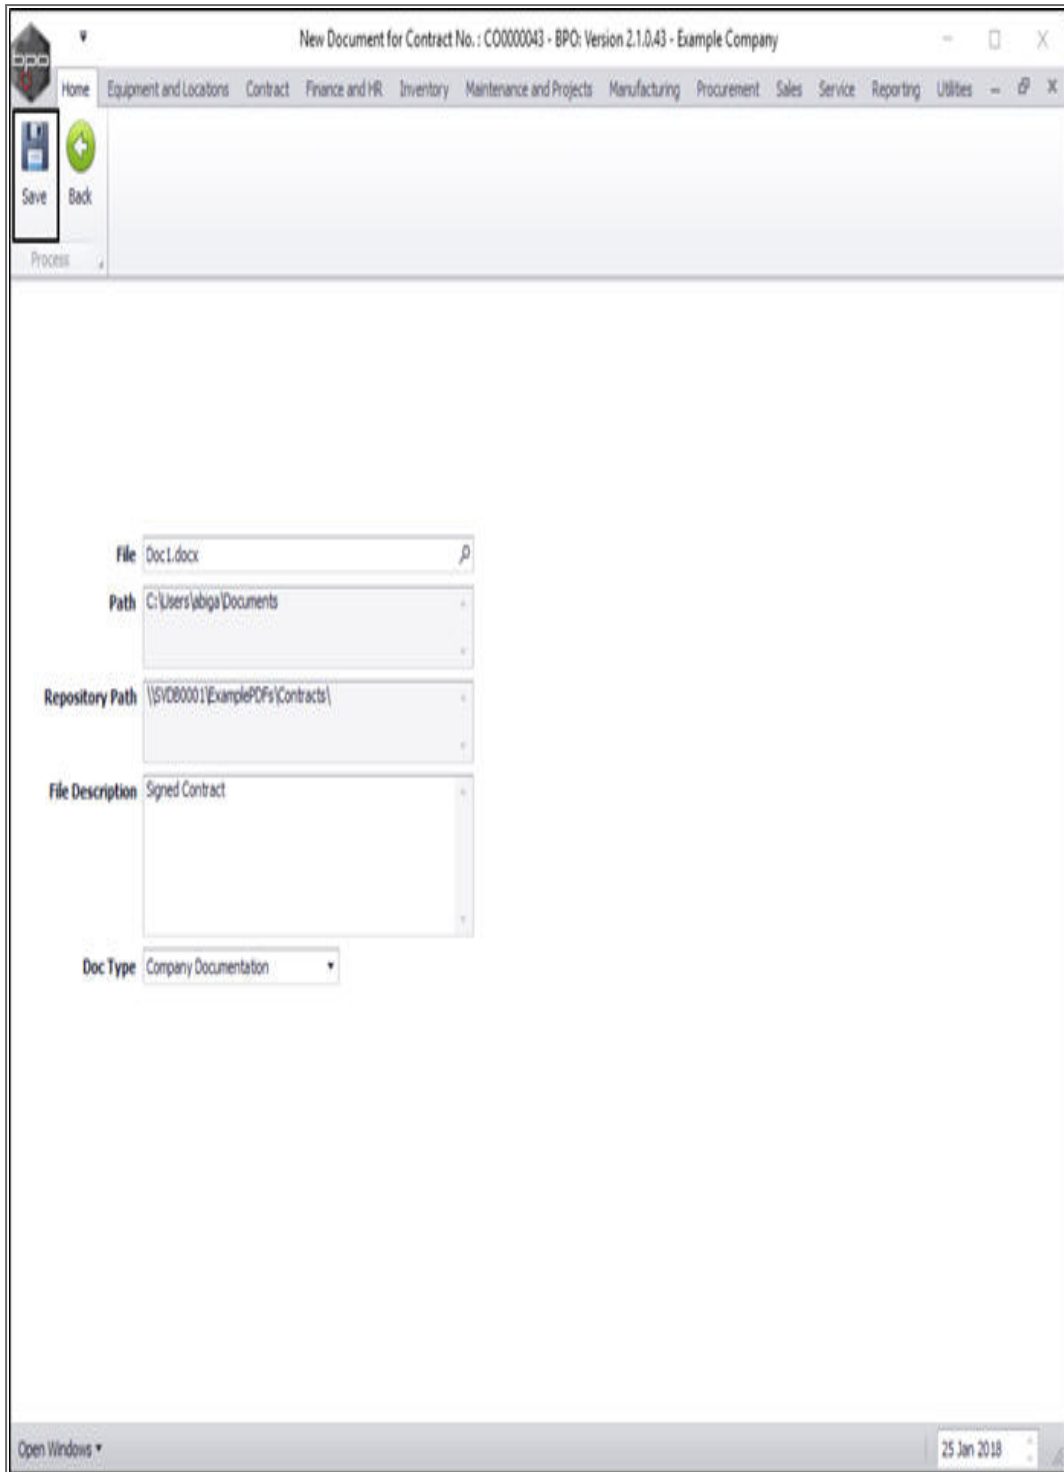 New Document for Contract No. : CO0000043 - BPO: Version 2.1.0.43 - Example Company
bpo
Home Equipment and Locations Contract Finance and HR Inventory Maintenance and Projects Manufacturing Procurement Sales Service Reporting Utilities
Save Back
Process
File Doc1.docx
Path C:\Users\abiga\Documents
Repository Path \\SVDB0001\ExamplePDFs\Contracts\
File Description Signed Contract
Doc Type Company Documentation
Open Windows 25 Jan 2018